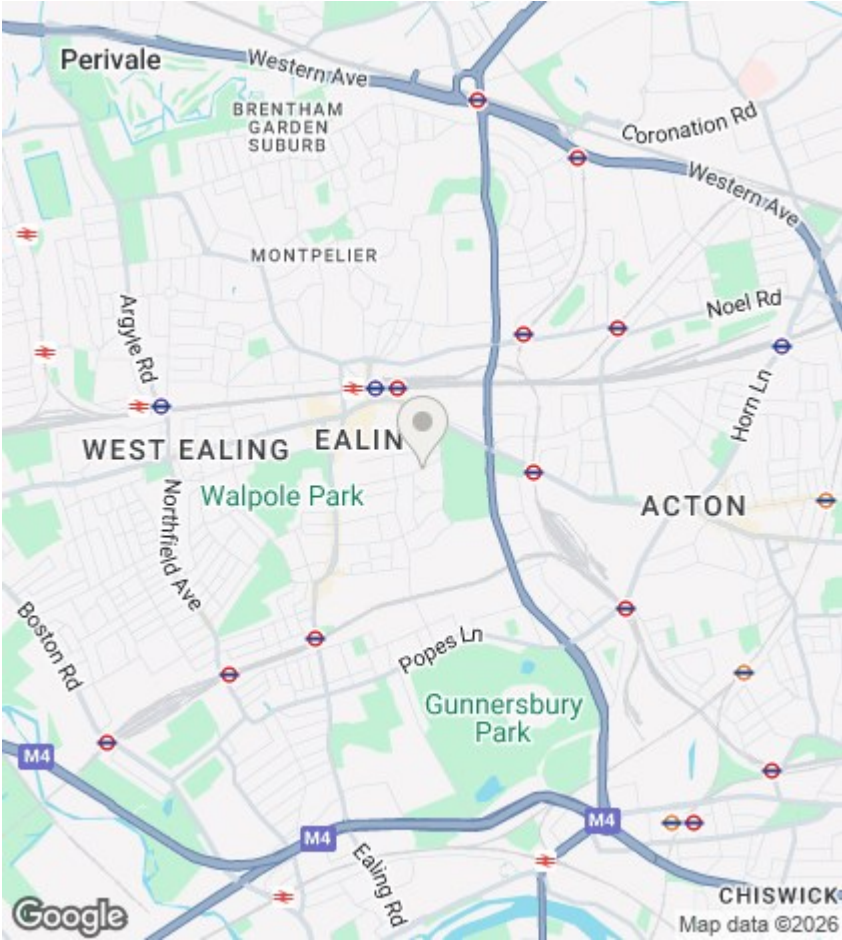 Perivale
Western Ave
BRENTHAM
GARDEN
SUBURB
Coronation Rd
Western Ave
MONTPELIER
Argyle Rd
Noel Rd
Horn Ln
WEST EALING
EALIN
Walpole Park
ACTON
Northfield Ave
Boston Rd
Popes Ln
Gunnersbury
Park
M4
M4
M4
Ealing Rd
CHISWICK
Google
Map data ©2026